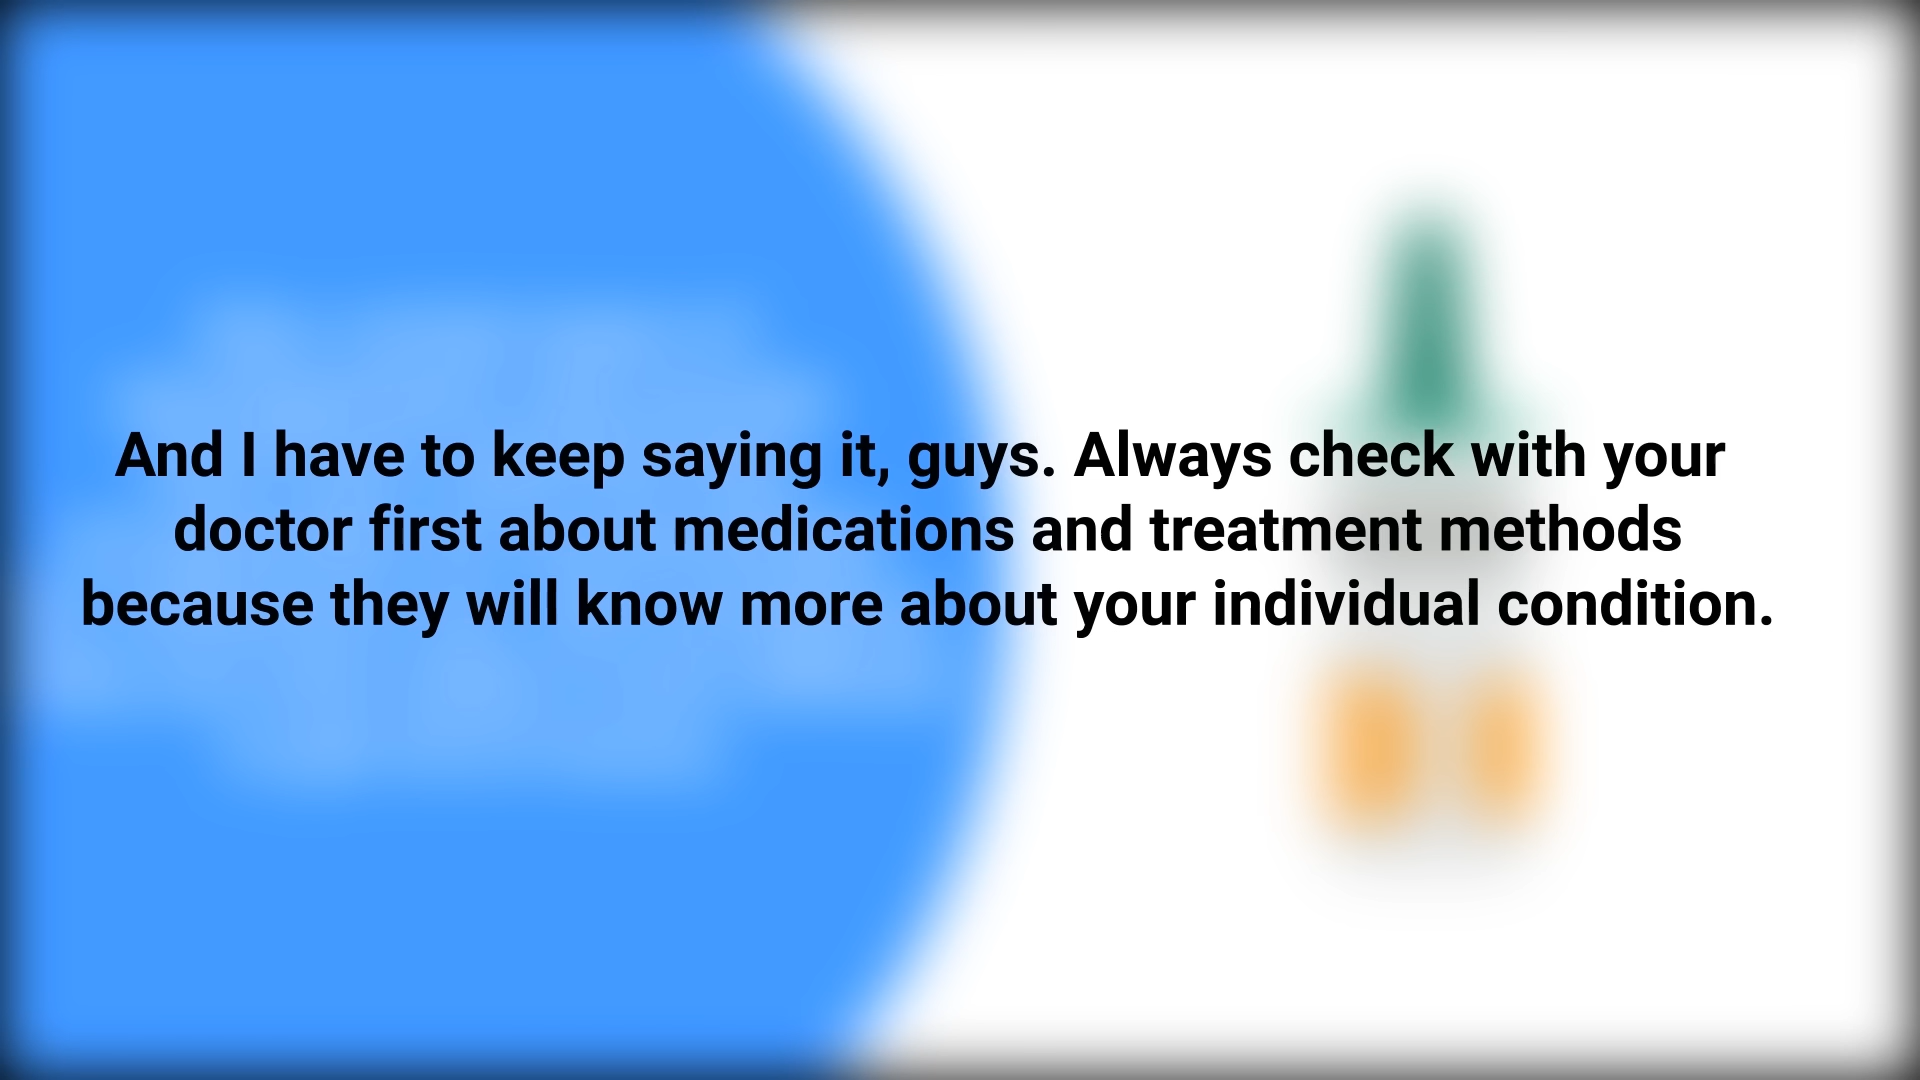 And I have to keep saying it, guys. Always check with your
doctor first about medications and treatment methods
because they will know more about your individual condition.